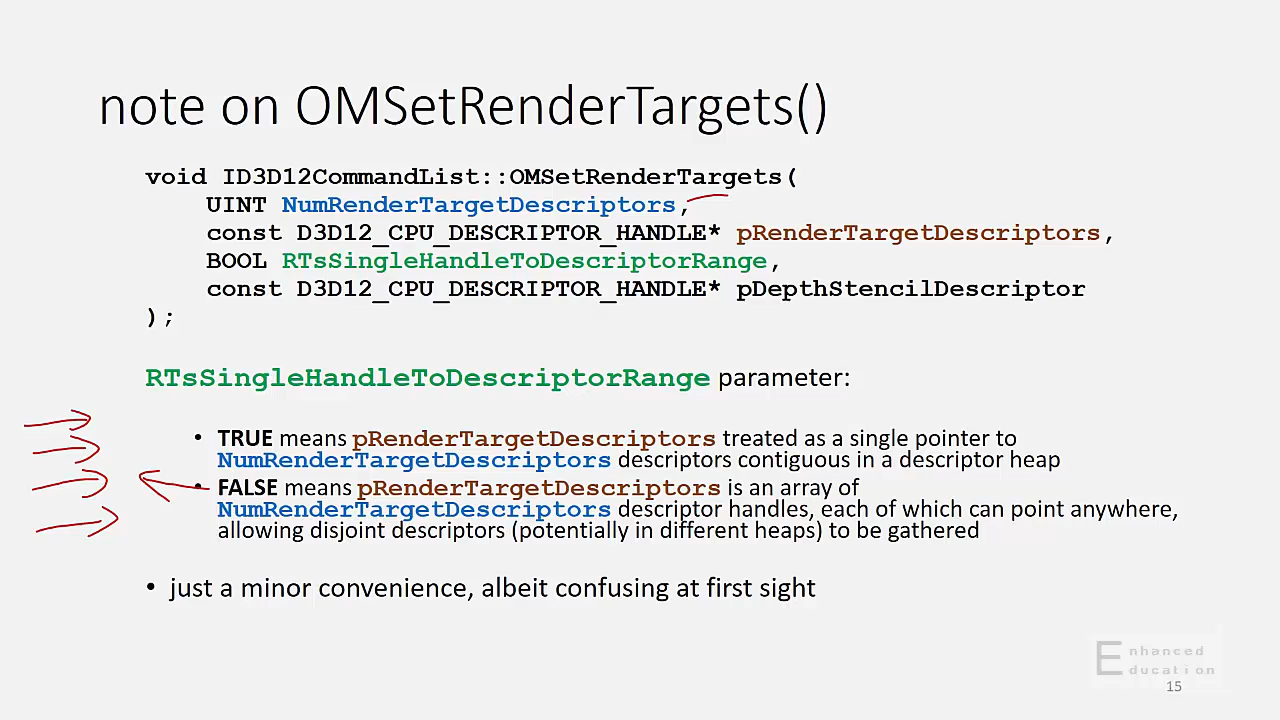 note on OMSetRenderTargets()
void ID3D12CommandList::OMSetRenderTargets(
UINT NumRenderTargetDescriptors,
const D3D12_CPU_DESCRIPTOR_HANDLE* pRenderTargetDescriptors,
BOOL RTsSingleHandleToDescriptorRange,
const D3D12_CPU_DESCRIPTOR_HANDLE* pDepthStencilDescriptor
);
RTsSingleHandleToDescriptorRange parameter:
• TRUE means pRenderTargetDescriptors treated as a single pointer to
NumRenderTargetDescriptors descriptors contiguous in a descriptor heap
• FALSE means pRenderTargetDescriptors is an array of
NumRenderTargetDescriptors descriptor handles, each of which can point anywhere,
allowing disjoint descriptors (potentially in different heaps) to be gathered
• just a minor convenience, albeit confusing at first sight
Enhanced
Education
15